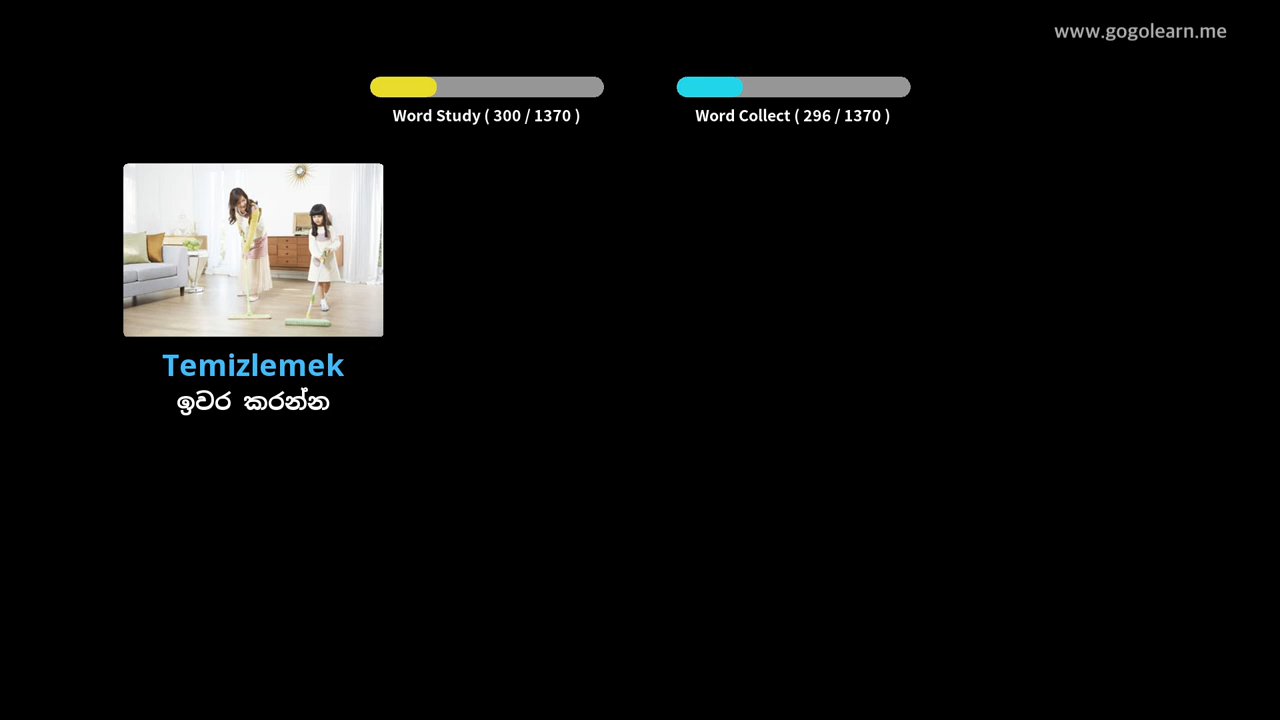 www.gogolearn.me
Word Study ( 300 / 1370 )
Word Collect ( 296 / 1370 )
Temizlemek
ඉවර කරන්න